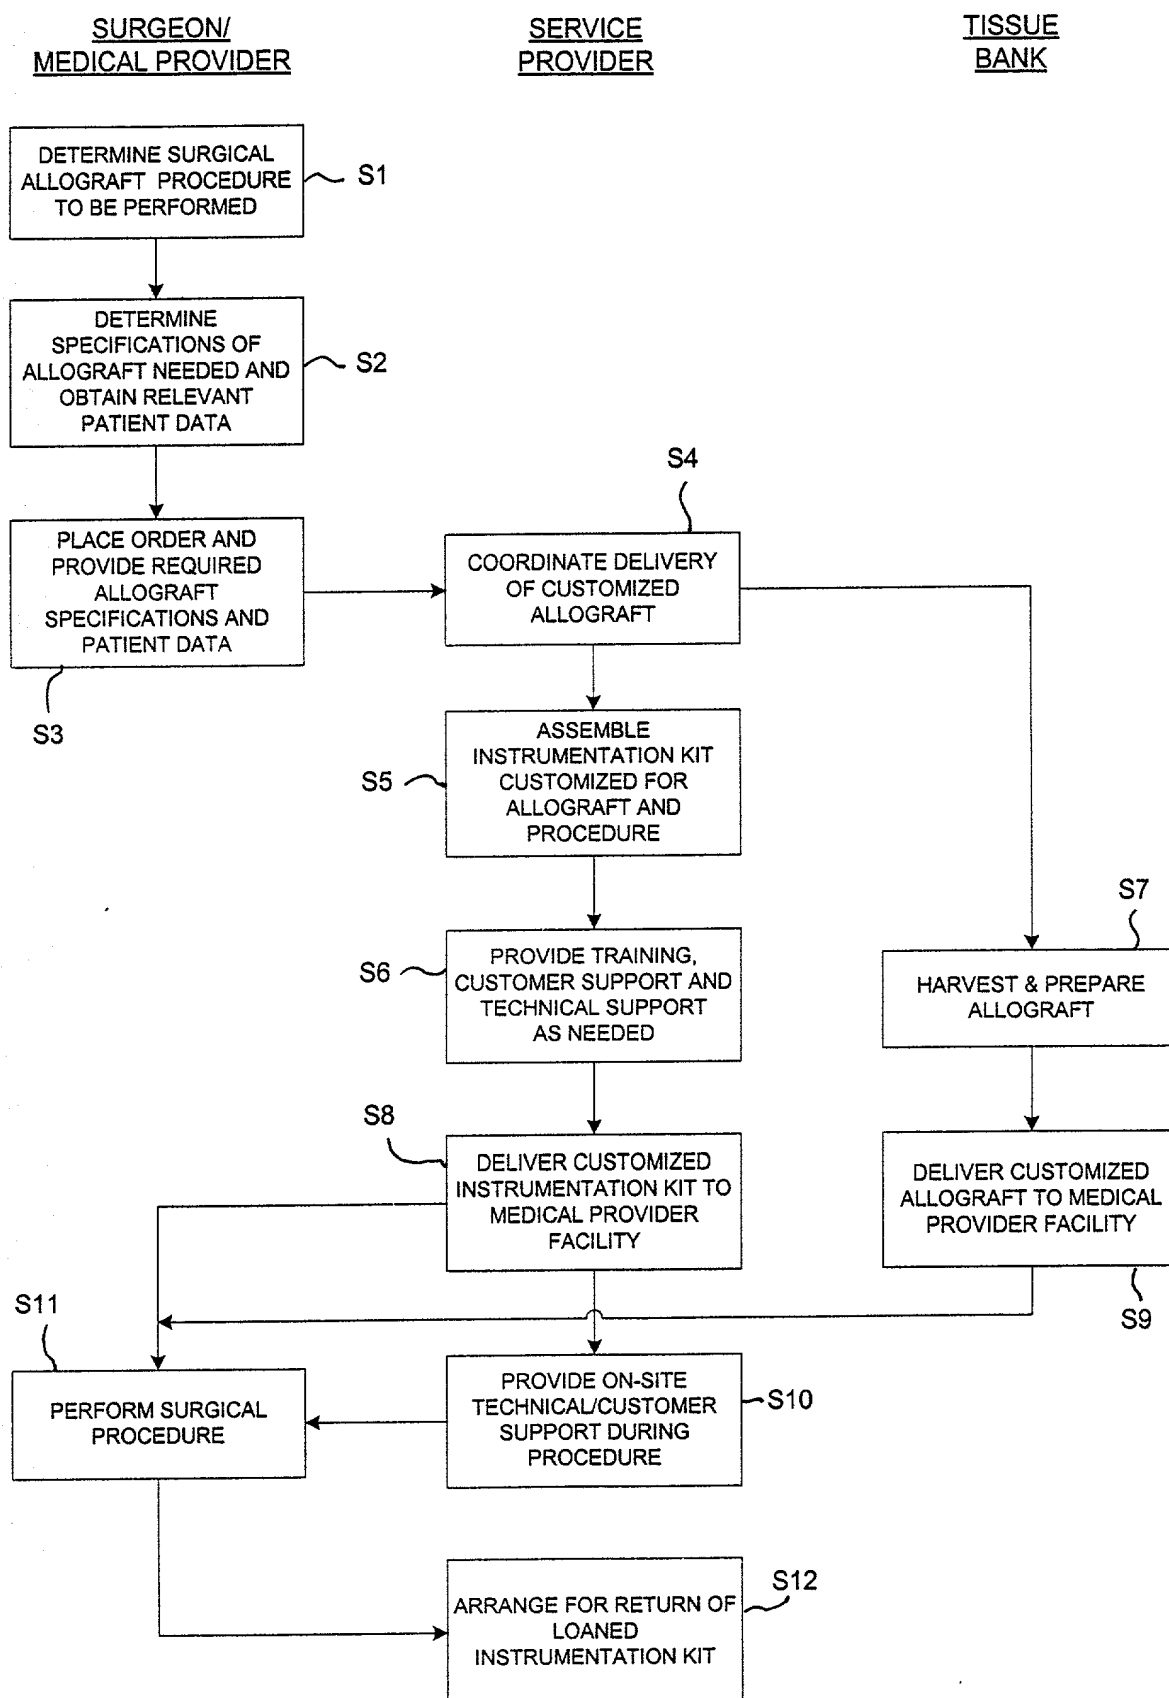 SURGEON/
MEDICAL PROVIDER
SERVICE
PROVIDER
TISSUE
BANK
DETERMINE SURGICAL
ALLOGRAFT PROCEDURE
TO BE PERFORMED
S1
DETERMINE
SPECIFICATIONS OF
ALLOGRAFT NEEDED AND
OBTAIN RELEVANT
PATIENT DATA
S2
PLACE ORDER AND
PROVIDE REQUIRED
ALLOGRAFT
SPECIFICATIONS AND
PATIENT DATA
S3
S4
COORDINATE DELIVERY
OF CUSTOMIZED
ALLOGRAFT
S5
ASSEMBLE
INSTRUMENTATION KIT
CUSTOMIZED FOR
ALLOGRAFT AND
PROCEDURE
S6
PROVIDE TRAINING,
CUSTOMER SUPPORT AND
TECHNICAL SUPPORT
AS NEEDED
S7
HARVEST & PREPARE
ALLOGRAFT
S8
DELIVER CUSTOMIZED
INSTRUMENTATION KIT TO
MEDICAL PROVIDER
FACILITY
DELIVER CUSTOMIZED
ALLOGRAFT TO MEDICAL
PROVIDER FACILITY
S9
S11
PERFORM SURGICAL
PROCEDURE
PROVIDE ON-SITE
TECHNICAL/CUSTOMER
SUPPORT DURING
PROCEDURE
S10
ARRANGE FOR RETURN OF
LOANED
INSTRUMENTATION KIT
S12